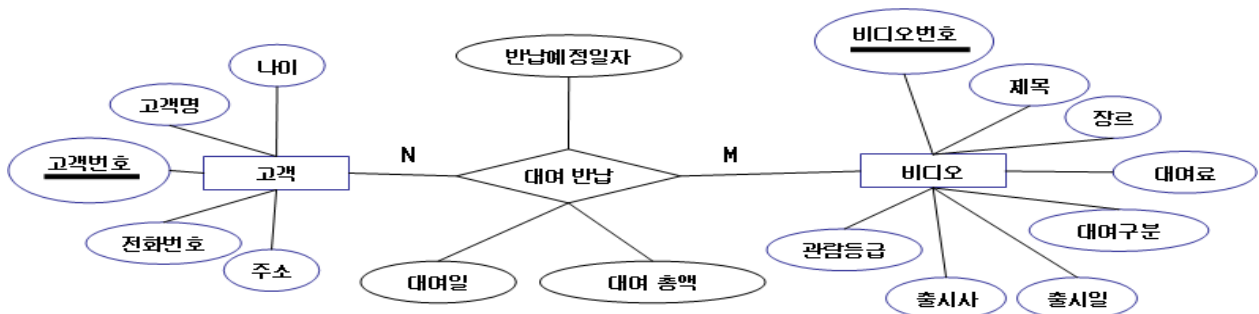 비디오번호
반납예정일자
나이
제목
고객명
장르
고객번호
고객
N
대여 반납
M
비디오
대여료
전화번호
주소
대여일
대여 총액
관람등급
대여구분
출시사
출시일